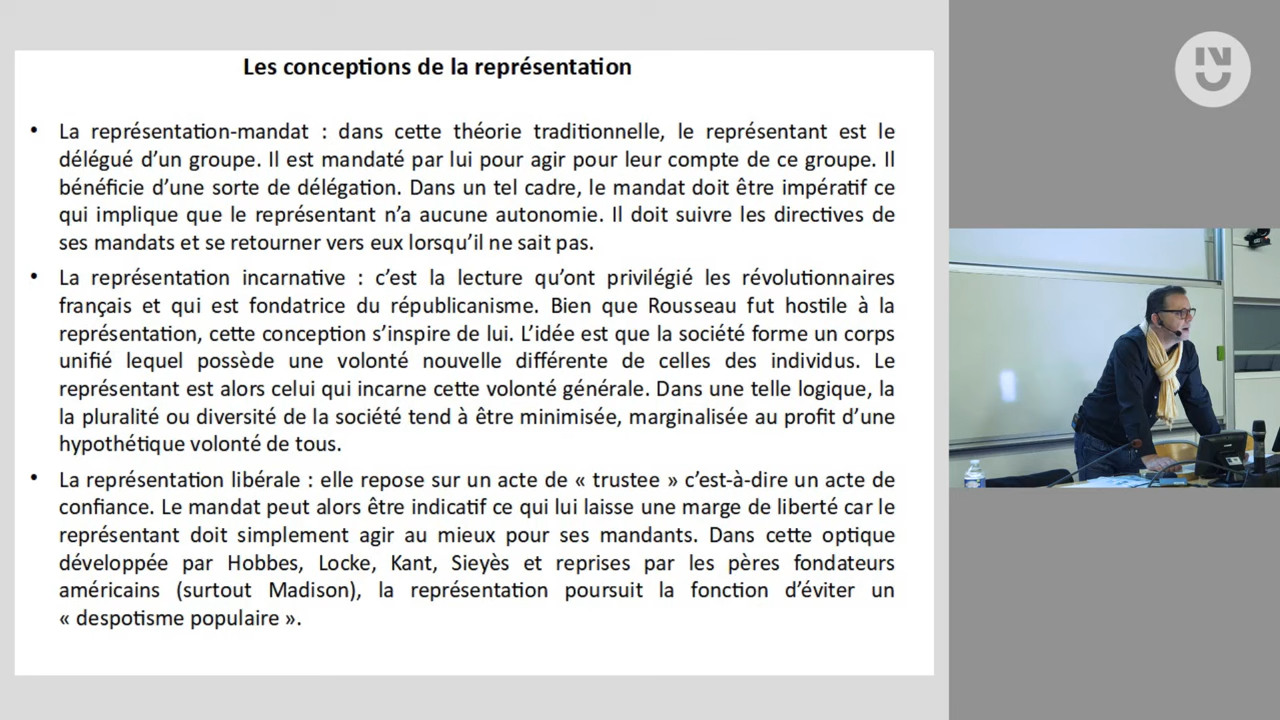 Les conceptions de la représentation
• La représentation-mandat : dans cette théorie traditionnelle, le représentant est le
délégué d’un groupe. Il est mandaté par lui pour agir pour leur compte de ce groupe. Il
bénéficie d’une sorte de délégation. Dans un tel cadre, le mandat doit être impératif ce
qui implique que le représentant n’a aucune autonomie. Il doit suivre les directives de
ses mandats et se retourner vers eux lorsqu’il ne sait pas.
• La représentation incarnative : c’est la lecture qu’ont privilégié les révolutionnaires
français et qui est fondatrice du républicanisme. Bien que Rousseau fut hostile à la
représentation, cette conception s’inspire de lui. L’idée est que la société forme un corps
unifié lequel possède une volonté nouvelle différente de celles des individus. Le
représentant est alors celui qui incarne cette volonté générale. Dans une telle logique, la
la pluralité ou diversité de la société tend à être minimisée, marginalisée au profit d’une
hypothétique volonté de tous.
• La représentation libérale : elle repose sur un acte de « trustee » c’est-à-dire un acte de
confiance. Le mandat peut alors être indicatif ce qui lui laisse une marge de liberté car le
représentant doit simplement agir au mieux pour ses mandants. Dans cette optique
développée par Hobbes, Locke, Kant, Sieyès et reprises par les pères fondateurs
américains (surtout Madison), la représentation poursuit la fonction d’éviter un
« despotisme populaire ».